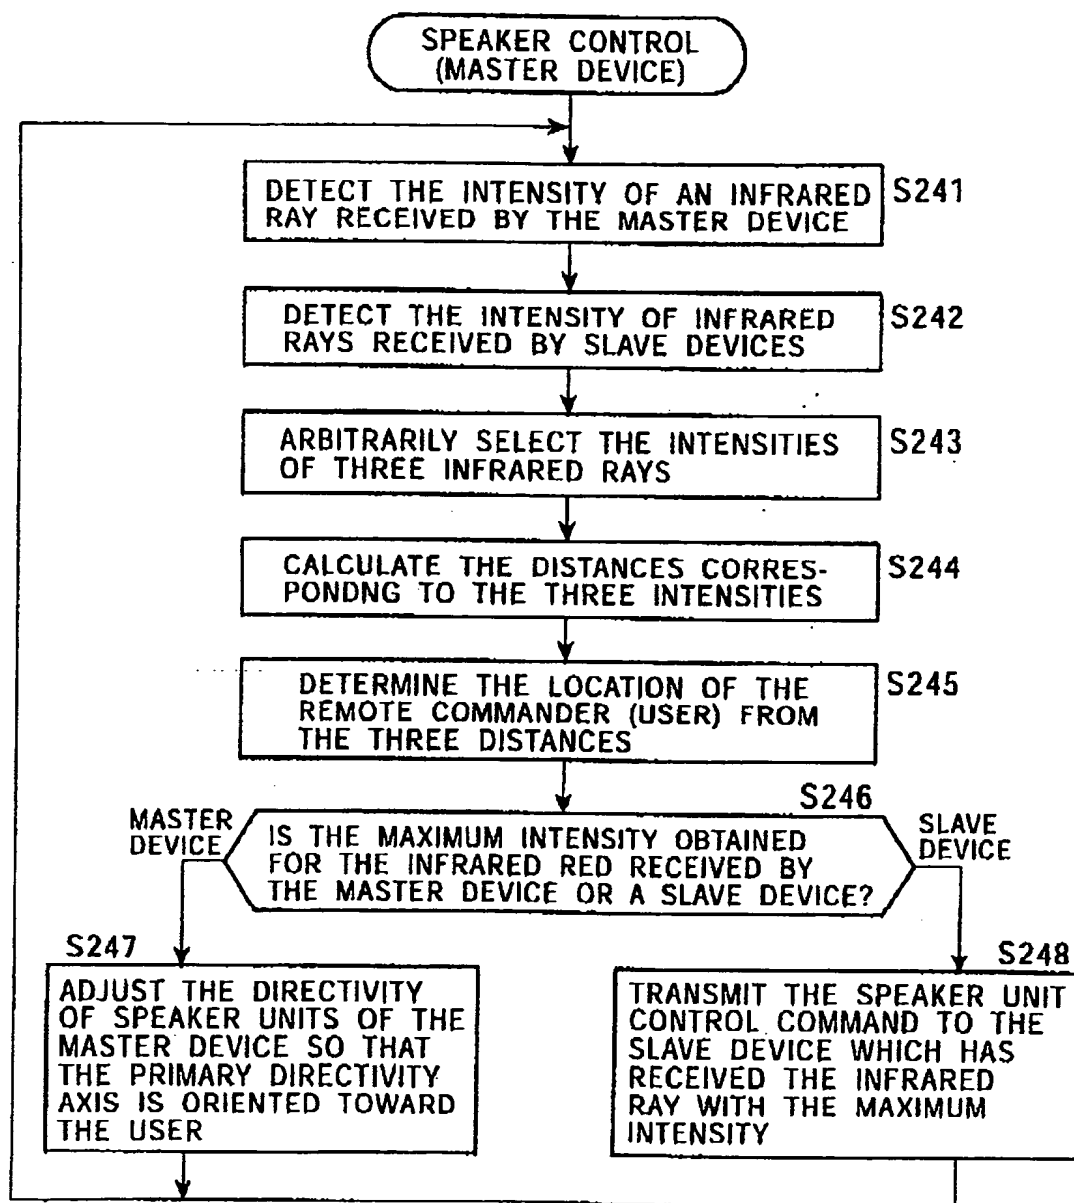 SPEAKER CONTROL
(MASTER DEVICE)
DETECT THE INTENSITY OF AN INFRARED
RAY RECEIVED BY THE MASTER DEVICE
S241
DETECT THE INTENSITY OF INFRARED
RAYS RECEIVED BY SLAVE DEVICES
S242
ARBITRARILY SELECT THE INTENSITIES
OF THREE INFRARED RAYS
S243
CALCULATE THE DISTANCES CORRES-
PONDNG TO THE THREE INTENSITIES
S244
DETERMINE THE LOCATION OF THE
REMOTE COMMANDER (USER) FROM
THE THREE DISTANCES
S245
S246
MASTER
DEVICE
IS THE MAXIMUM INTENSITY OBTAINED
FOR THE INFRARED RED RECEIVED BY
THE MASTER DEVICE OR A SLAVE DEVICE?
SLAVE
DEVICE
S247
ADJUST THE DIRECTIVITY
OF SPEAKER UNITS OF THE
MASTER DEVICE SO THAT
THE PRIMARY DIRECTIVITY
AXIS IS ORIENTED TOWARD
THE USER
S248
TRANSMIT THE SPEAKER UNIT
CONTROL COMMAND TO THE
SLAVE DEVICE WHICH HAS
RECEIVED THE INFRARED
RAY WITH THE MAXIMUM
INTENSITY